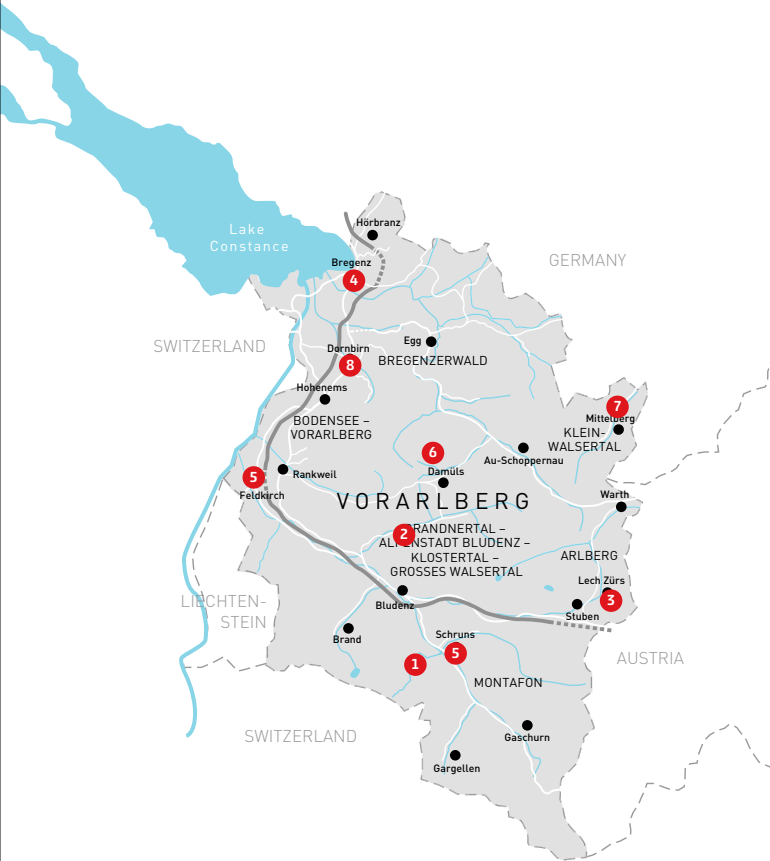 Hörbranz
Lake
Constance
Bregenz
4
GERMANY
SWITZERLAND
Egg
Dornbirn
8
BREGENZERWALD
Hohenems
7
Mittelberg
BODENSEE –
VORARLBERG
KLEIN-
WALSERTAL
6
Au-Schoppernau
Damüls
5
Rankweil
Feldkirch
VORARLBERG
Warth
2
BRANDNERTAL –
ALPENSTADT BLUDENZ –
KLOSTERTAL –
GROSSES WALSERTAL
ARLBERG
Lech Zürs
3
LIECHTEN-
STEIN
Bludenz
Stuben
Brand
Schruns
5
1
AUSTRIA
MONTAFON
SWITZERLAND
Gaschurn
Gargellen